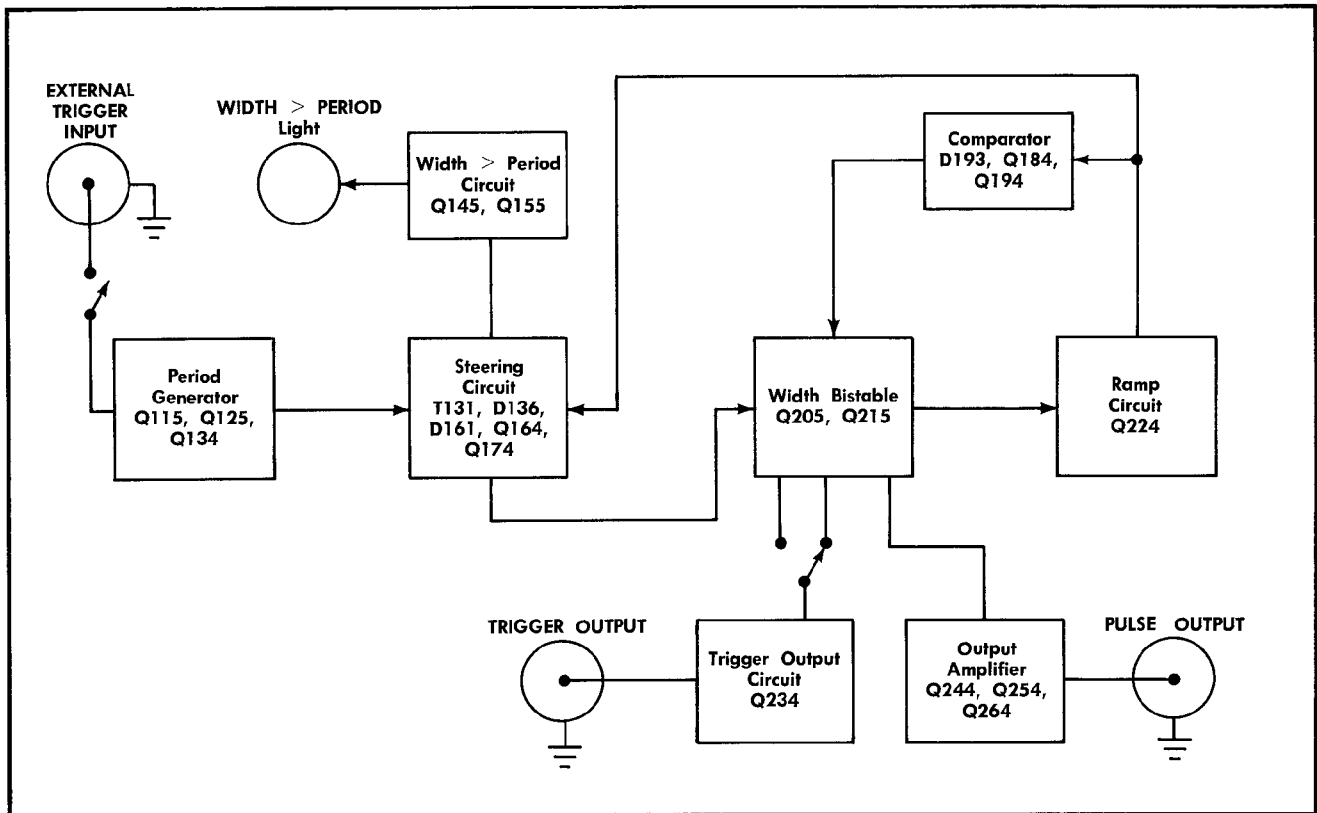 EXTERNAL
TRIGGER
INPUT
WIDTH > PERIOD
Light
Width > Period
Circuit
Q145, Q155
Comparator
D193, Q184,
Q194
Period
Generator
Q115, Q125,
Q134
Steering
Circuit
T131, D136,
D161, Q164,
Q174
Width Bistable
Q205, Q215
Ramp
Circuit
Q224
TRIGGER OUTPUT
Trigger Output
Circuit
Q234
Output
Amplifier
Q244, Q254,
Q264
PULSE OUTPUT